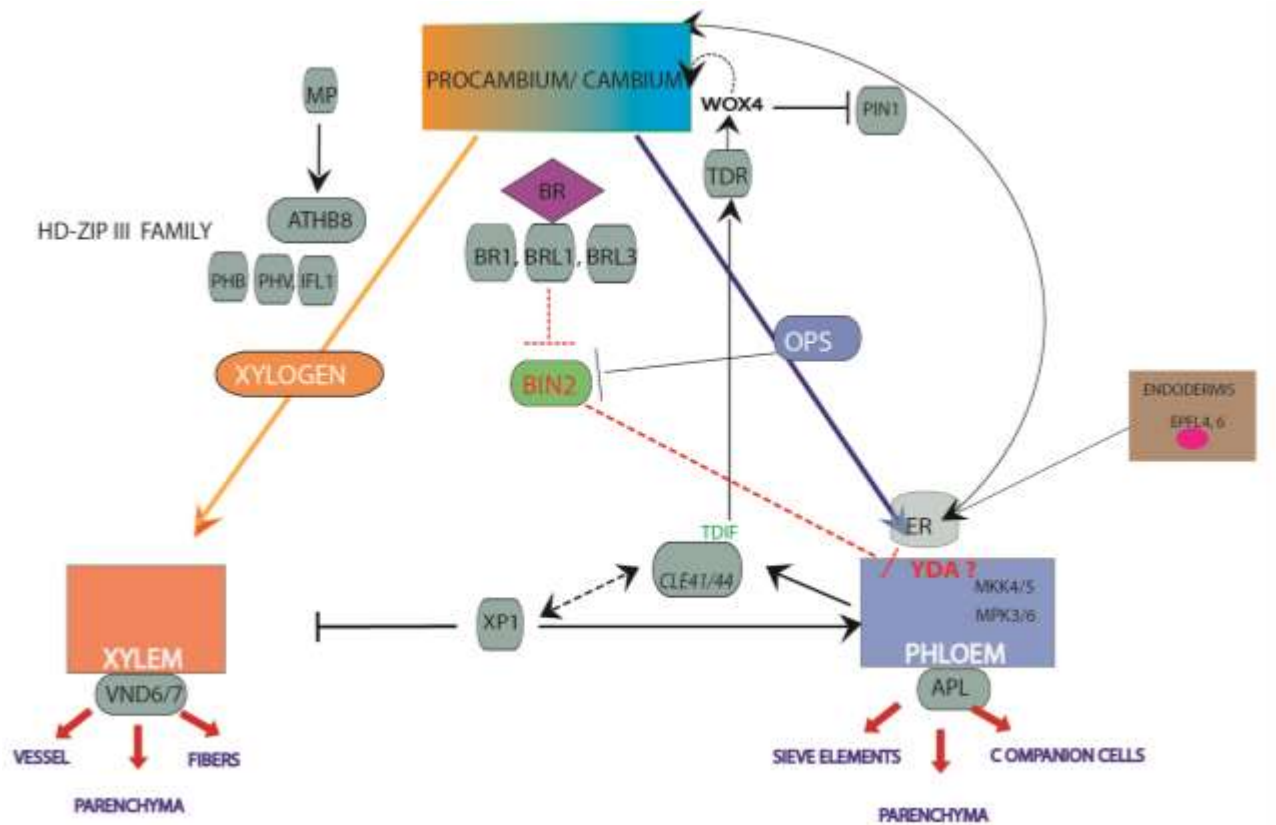 PROCAMBIUM/ CAMBIUM
MP
WOX4
PIN1
TDR
BR
ATHB8
HD-ZIP III FAMILY
BR1, BRL1, BRL3
PHB PHV, IFL1
OPS
XYLOGEN
BIN2
ENDODERMIS
EPFL4, 6
ER
TDIF
CLE41/44
YDA ?
MKK4/5
MPK3/6
XP1
XYLEM
PHLOEM
VND6/7
APL
VESSEL
FIBERS
SIEVE ELEMENTS
C OMPANION CELLS
PARENCHYMA
PARENCHYMA